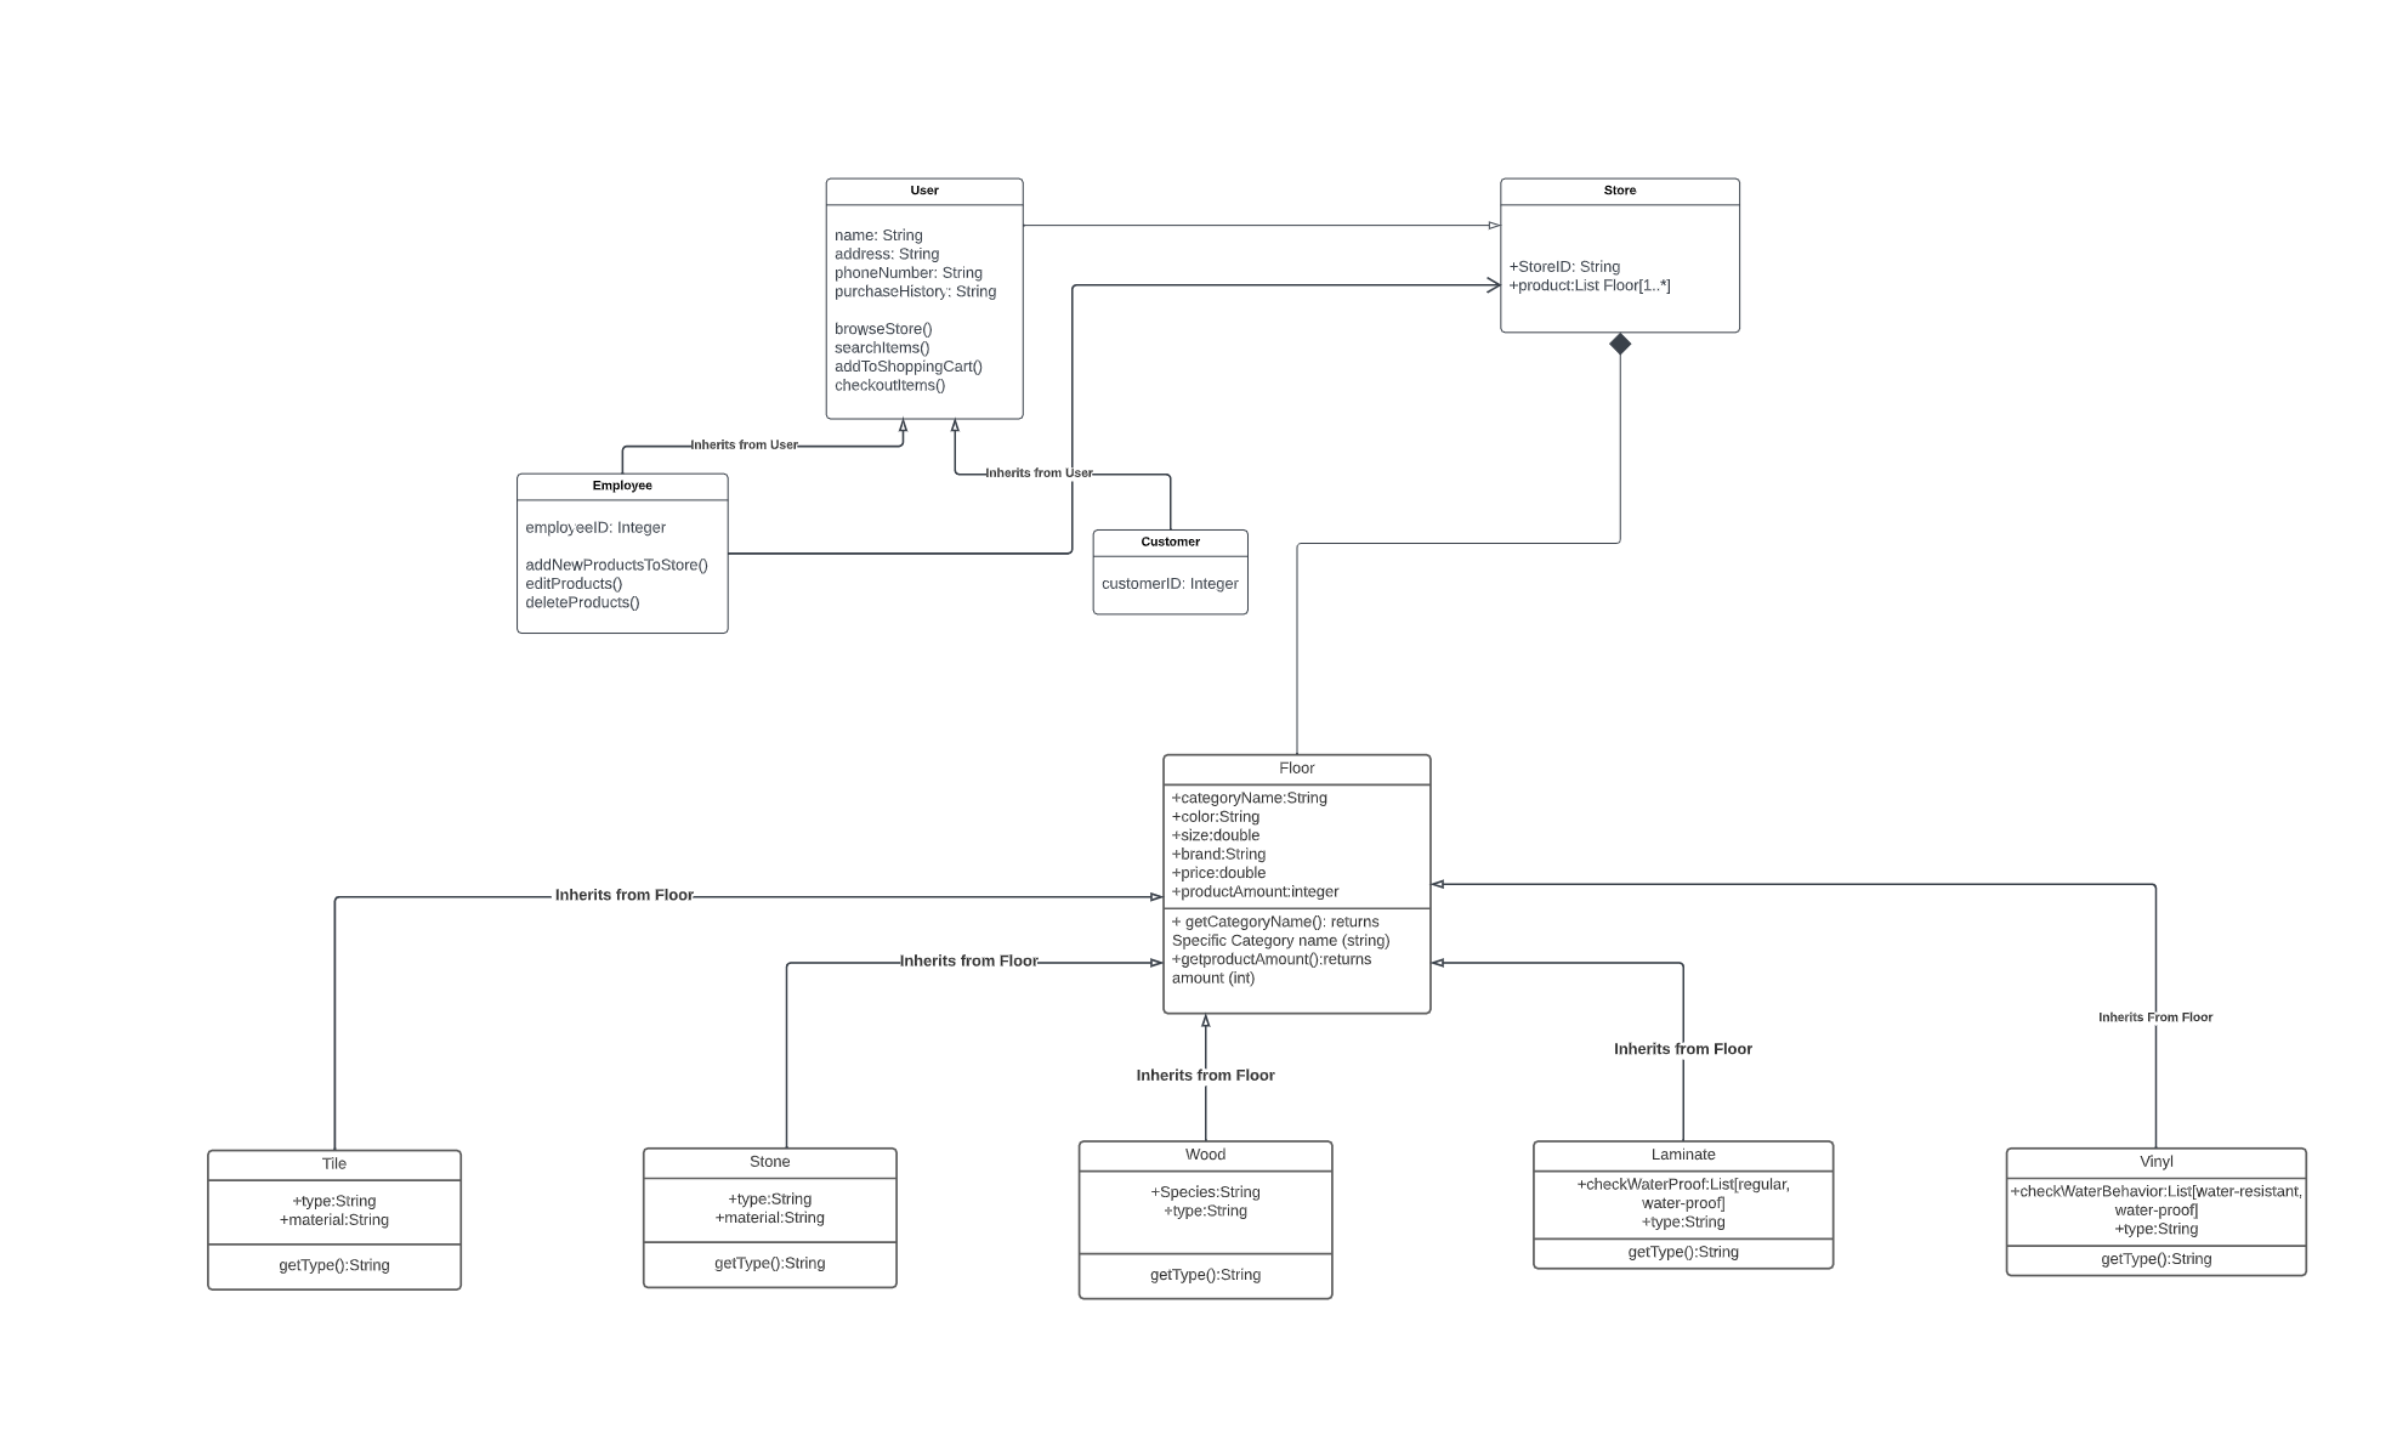 User
name: String
address: String
phoneNumber: String
purchaseHistory: String
browseStore()
searchItems()
addToShoppingCart()
checkoutItems()
Store
+StoreID: String
+product:List Floor[1..*]
Inherits from User
Inherits from User
Employee
employeeID: Integer
addNewProductsToStore()
editProducts()
deleteProducts()
Customer
customerID: Integer
Floor
+categoryName:String
+color:String
+size:double
+brand:String
+price:double
+productAmount:integer
+ getCategoryName(): returns
Specific Category name (string)
+getproductAmount():returns
amount (int)
Inherits from Floor
Inherits from Floor
Inherits from Floor
Inherits from Floor
Inherits From Floor
Tile
+type:String
+material:String
getType():String
Stone
+type:String
+material:String
getType():String
Wood
+Species:String
+type:String
getType():String
Laminate
+checkWaterProof:List[regular,
water-proof]
+type:String
getType():String
Vinyl
+checkWaterBehavior:List[water-resistant,
water-proof]
+type:String
getType():String